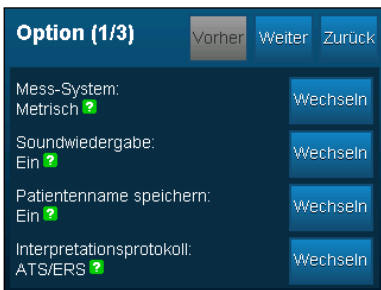 Option (1/3)
Vorher
Weiter
Zurück
Mess-System:
Metrisch ?
Wechseln
Soundwiedergabe:
Ein ?
Wechseln
Patientenname speichern:
Ein ?
Wechseln
Interpretationsprotokoll:
ATS/ERS ?
Wechseln